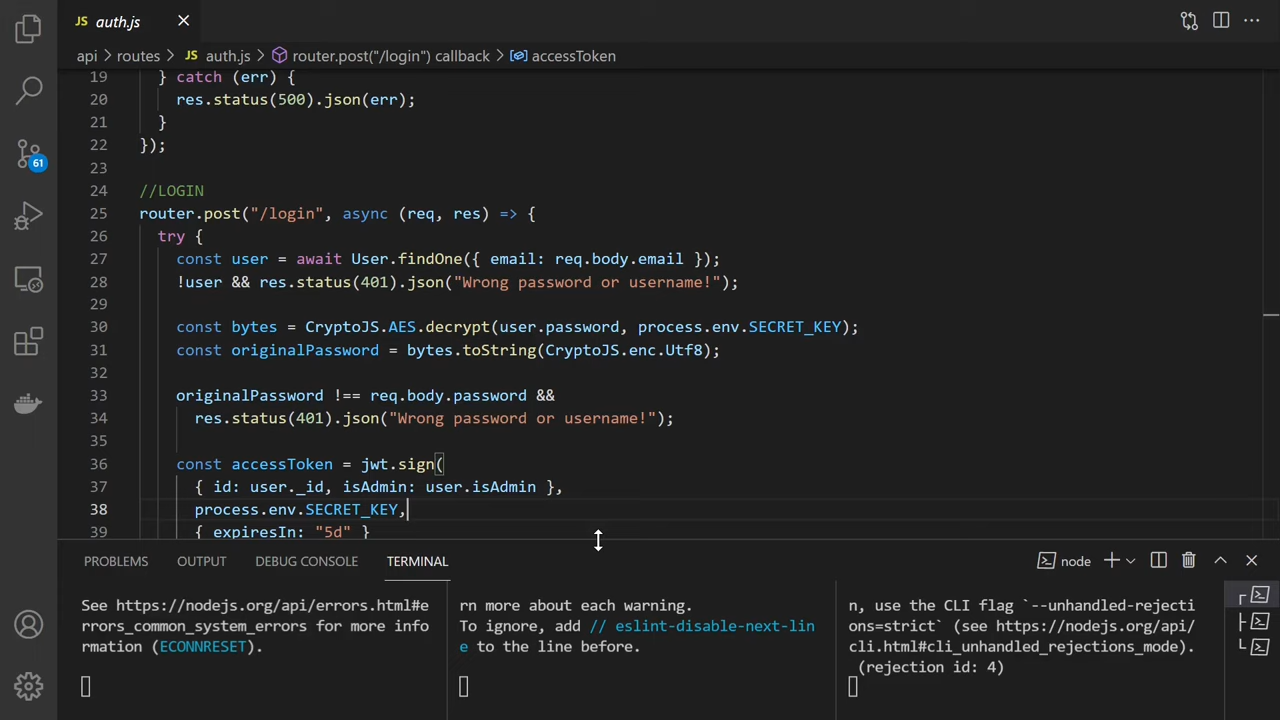 JS auth.js
api > routes > JS auth.js > router.post("/login") callback > accessToken
19 } catch (err) {
20 res.status(500).json(err);
21 }
22 });
23
24 //LOGIN
25 router.post("/login", async (req, res) => {
26 try {
27 const user = await User.findOne({ email: req.body.email });
28 !user && res.status(401).json("Wrong password or username!");
29
30 const bytes = CryptoJS.AES.decrypt(user.password, process.env.SECRET_KEY);
31 const originalPassword = bytes.toString(CryptoJS.enc.Utf8);
32
33 originalPassword !== req.body.password &&
34 res.status(401).json("Wrong password or username!");
35
36 const accessToken = jwt.sign(
37 { id: user._id, isAdmin: user.isAdmin },
38 process.env.SECRET_KEY,
39 { expiresIn: "5d" }
61
PROBLEMS OUTPUT DEBUG CONSOLE TERMINAL node
See https://nodejs.org/api/errors.html#e
rrors_common_system_errors for more info
rmation (ECONNRESET).
rn more about each warning.
To ignore, add // eslint-disable-next-lin
e to the line before.
n, use the CLI flag `--unhandled-rejecti
ons=strict` (see https://nodejs.org/api/
cli.html#cli_unhandled_rejections_mode).
(rejection id: 4)